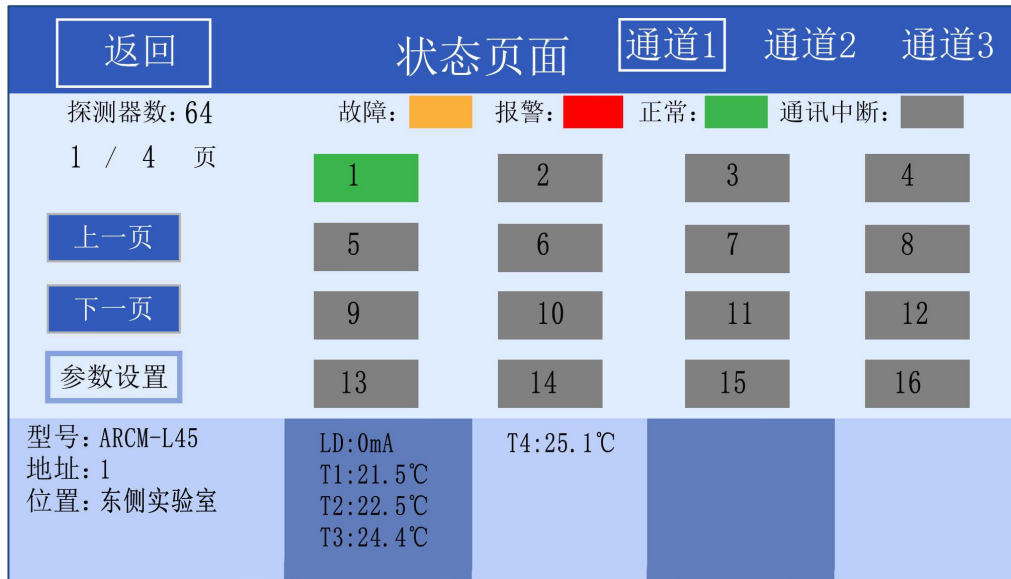 返回 状态页面 通道1 通道2 通道3
探测器数：64 故障： 报警： 正常： 通讯中断：
1 / 4 页
1 2 3 4
上一页
5 6 7 8
下一页
9 10 11 12
参数设置
13 14 15 16
型号：ARCM-L45
地址：1
位置：东侧实验室
LD:0mA
T1:21.5℃
T2:22.5℃
T3:24.4℃
T4:25.1℃